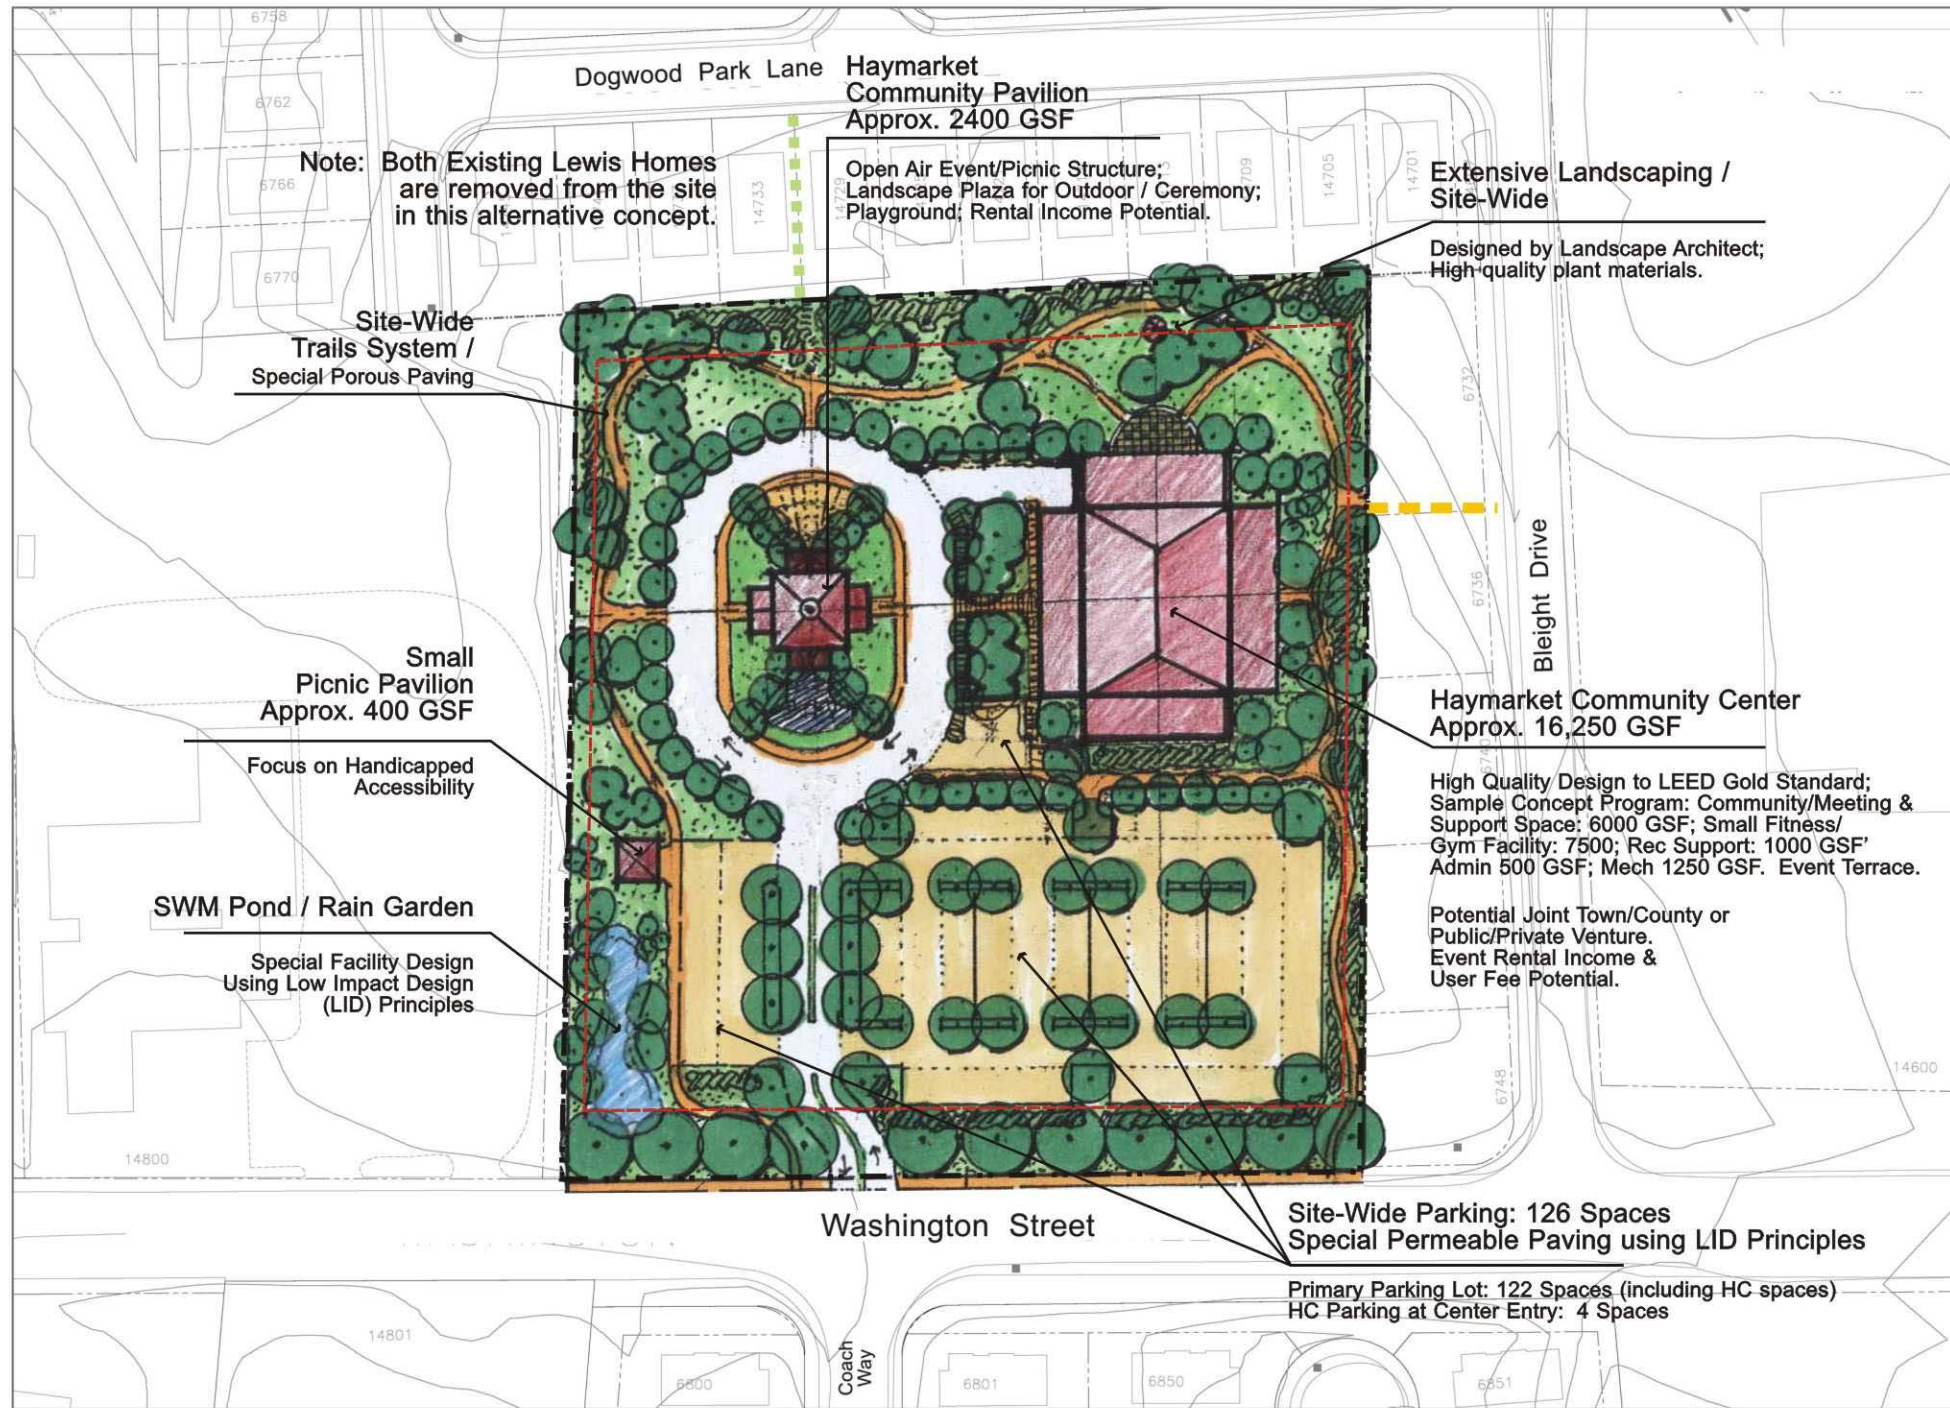 6758
6762
6766
6770
Dogwood Park Lane
Haymarket
Community Pavilion
Approx. 2400 GSF
Open Air Event/Picnic Structure;
Landscape Plaza for Outdoor / Ceremony;
Playground; Rental Income Potential.
Note: Both Existing Lewis Homes
are removed from the site
in this alternative concept.
14733
14729
14709
14705
14701
Extensive Landscaping /
Site-Wide
Designed by Landscape Architect;
High quality plant materials.
Site-Wide
Trails System /
Special Porous Paving
6732
6736
6740
6748
Bleight Drive
Small
Picnic Pavilion
Approx. 400 GSF
Focus on Handicapped
Accessibility
SWM Pond / Rain Garden
Special Facility Design
Using Low Impact Design
(LID) Principles
Haymarket Community Center
Approx. 16,250 GSF
High Quality Design to LEED Gold Standard;
Sample Concept Program: Community/Meeting &
Support Space: 6000 GSF; Small Fitness/
Gym Facility: 7500; Rec Support: 1000 GSF'
Admin 500 GSF; Mech 1250 GSF. Event Terrace.
Potential Joint Town/County or
Public/Private Venture.
Event Rental Income &
User Fee Potential.
14600
14800
Washington Street
Site-Wide Parking: 126 Spaces
Special Permeable Paving using LID Principles
Primary Parking Lot: 122 Spaces (including HC spaces)
HC Parking at Center Entry: 4 Spaces
14801
Coach
Way
6800
6801
6850
6851